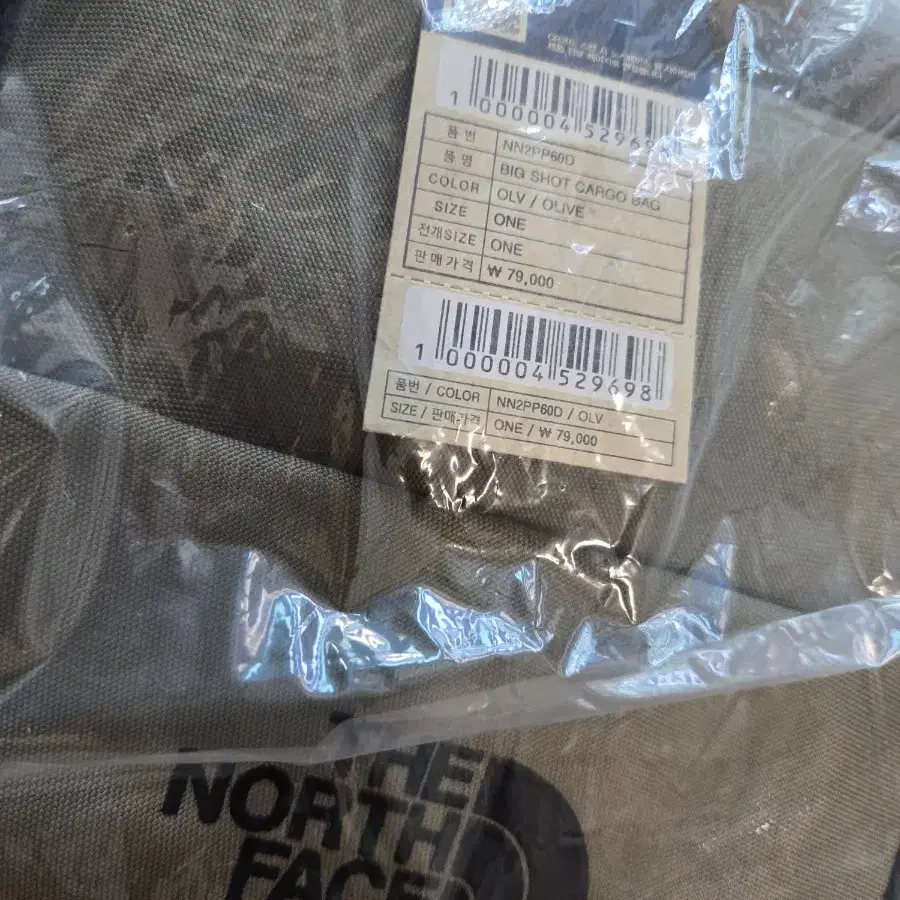 1 000004 52969
품 번 NN2PP60D
품 명 BIG SHOT CARGO BAG
COLOR OLV / OLIVE
SIZE ONE
전개SIZE ONE
판매가격 ₩ 79,000
1 000004 529698
품번 / COLOR NN2PP60D / OLV
SIZE / 판매가격 ONE / ₩ 79,000
THE
NORTH
FACE